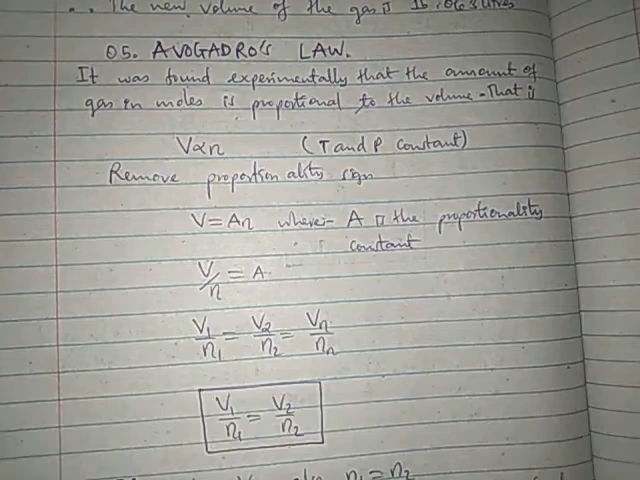 The new volume of the gas is
05. AVOGADRO's LAW.
It was found experimentally that the amount of
gas in moles is proportional to the volume. That is
V∝n (T and P constant)
Remove proportionality sign
V = An where:- A is the proportionality
constant
V/n = A
V1/n1 = V2/n2 = Vn/nn
V1/n1 = V2/n2
n1 = n2